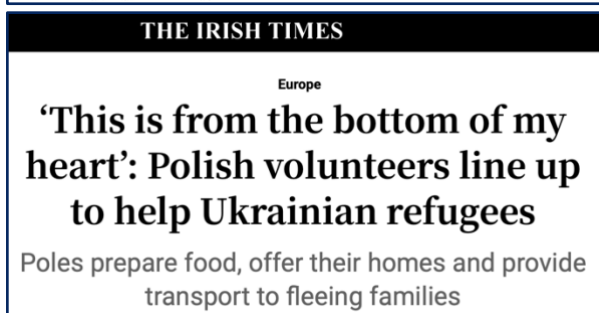 THE IRISH TIMES
Europe
‘This is from the bottom of my
heart’: Polish volunteers line up
to help Ukrainian refugees
Poles prepare food, offer their homes and provide
transport to fleeing families